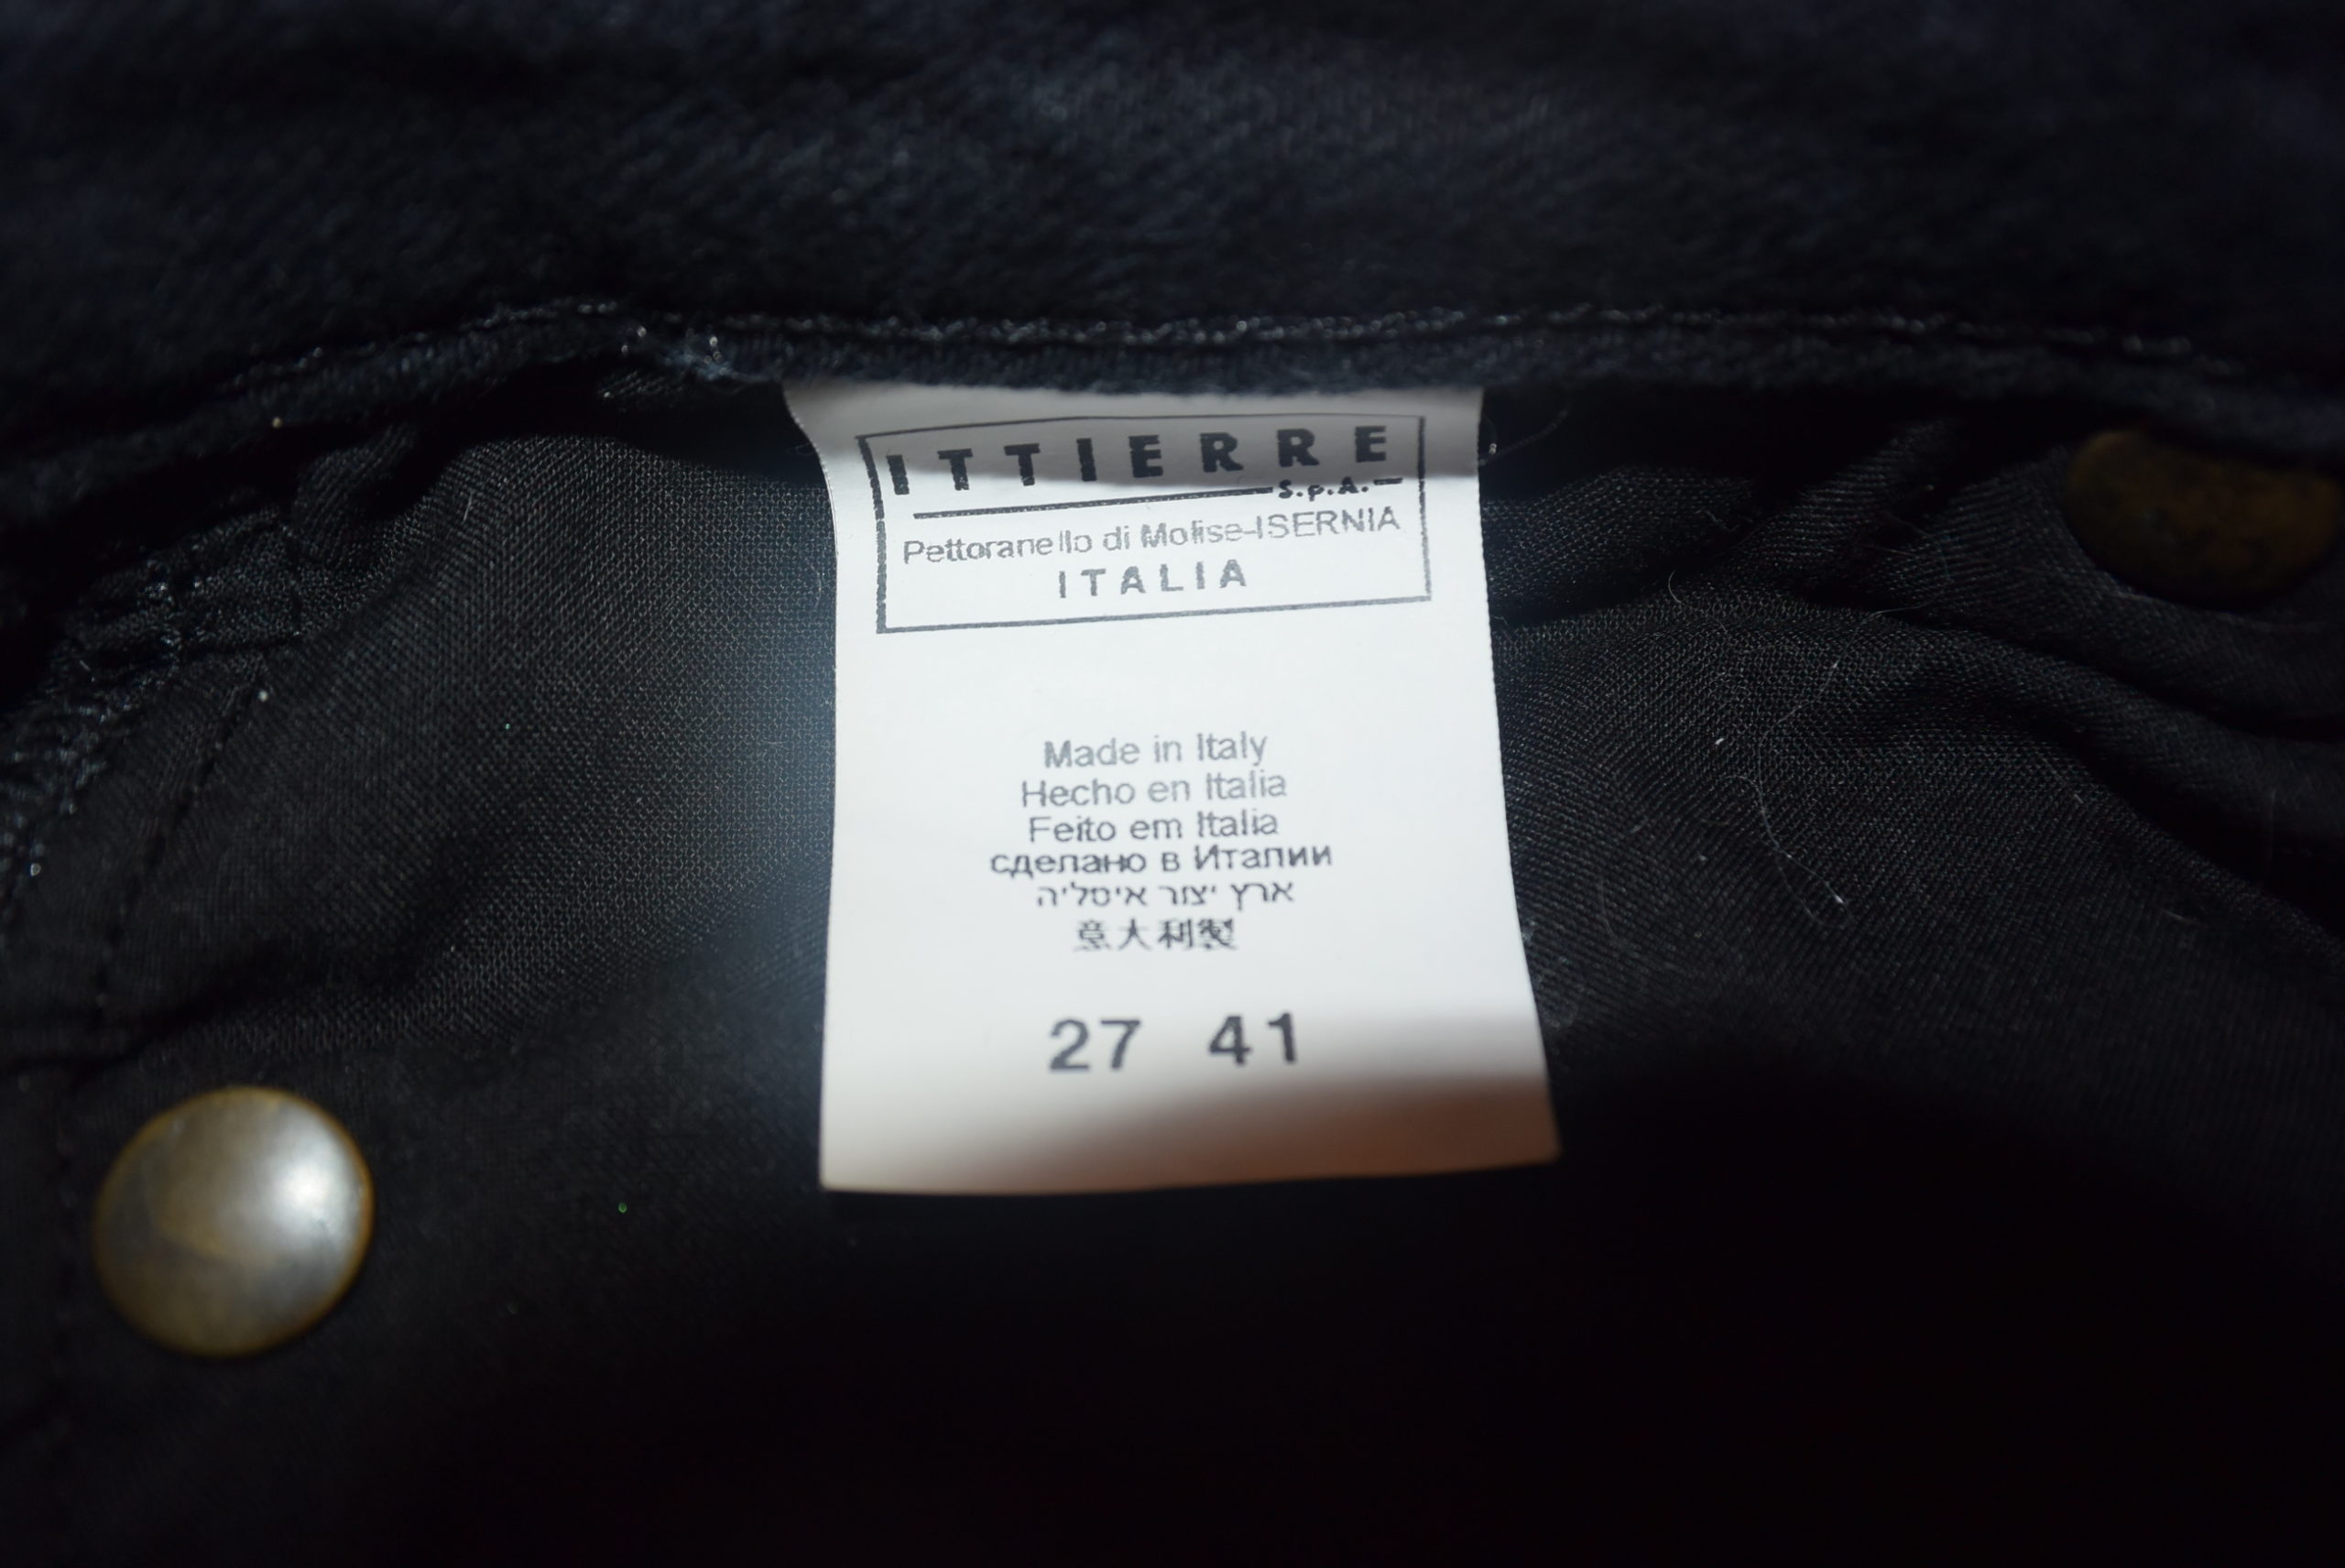 ITTIERRE
S.p.A.
Pettoranello di Molise-ISERNIA
ITALIA
Made in Italy
Hecho en Italia
Feito em Italia
сделано в Италии
ארץ יצור איטליה
意大利製
27 41